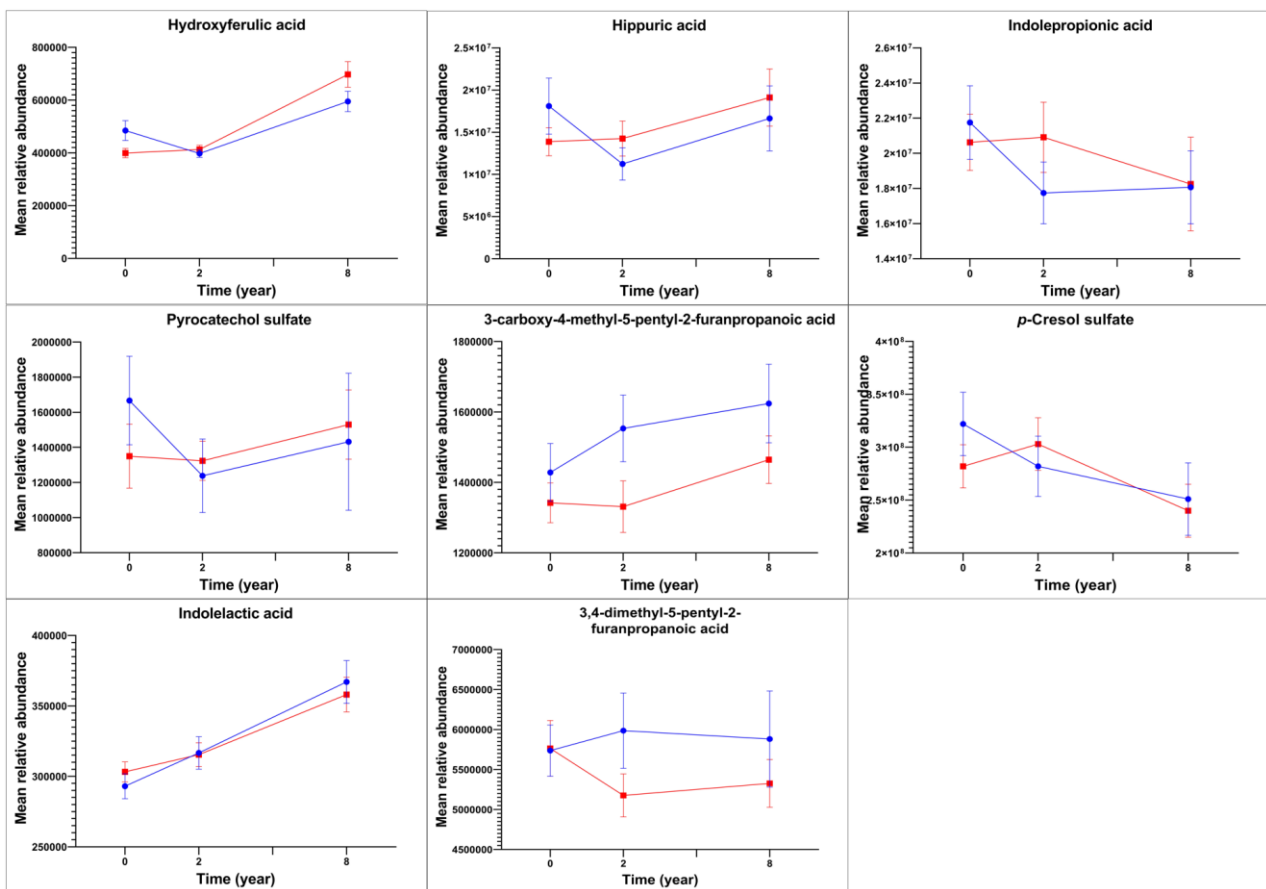 Hydroxyferulic acid
Mean relative abundance
800000
600000
400000
200000
0
0 2 8
Time (year)
Hippuric acid
Mean relative abundance
2.5×10⁷
2×10⁷
1.5×10⁷
1×10⁷
5×10⁶
0
0 2 8
Time (year)
Indolepropionic acid
Mean relative abundance
2.6×10⁷
2.4×10⁷
2.2×10⁷
2×10⁷
1.8×10⁷
1.6×10⁷
1.4×10⁷
0 2 8
Time (year)
Pyrocatechol sulfate
Mean relative abundance
2000000
1800000
1600000
1400000
1200000
1000000
800000
0 2 8
Time (year)
3-carboxy-4-methyl-5-pentyl-2-furanpropanoic acid
Mean relative abundance
1800000
1600000
1400000
1200000
0 2 8
Time (year)
p-Cresol sulfate
Mean relative abundance
4×10⁸
3.5×10⁸
3×10⁸
2.5×10⁸
2×10⁸
0 2 8
Time (year)
Indolelactic acid
Mean relative abundance
400000
350000
300000
250000
0 2 8
Time (year)
3,4-dimethyl-5-pentyl-2-
furanpropanoic acid
Mean relative abundance
7000000
6500000
6000000
5500000
5000000
4500000
0 2 8
Time (year)